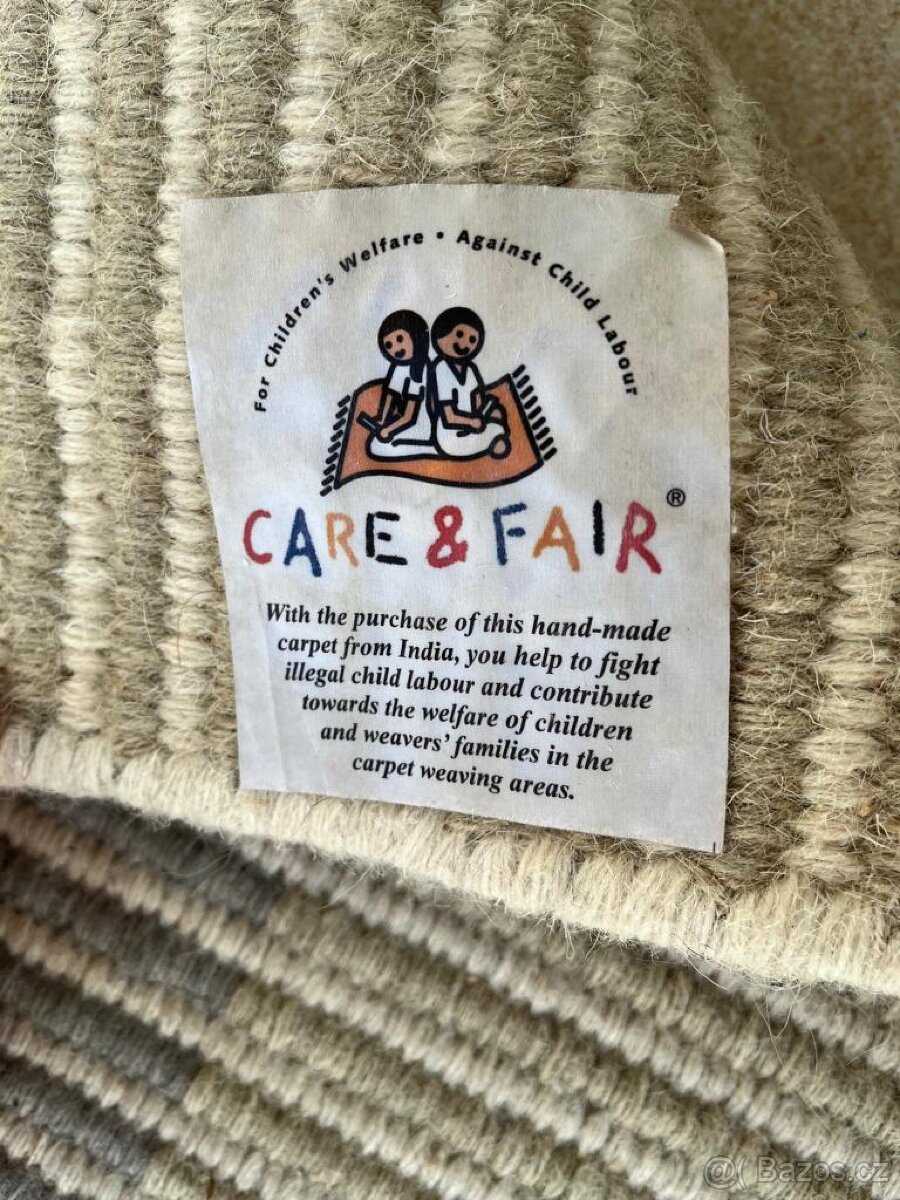 For Children's Welfare • Against Child Labour
CARE & FAIR®
With the purchase of this hand-made
carpet from India, you help to fight
illegal child labour and contribute
towards the welfare of children
and weavers' families in the
carpet weaving areas.
@( Bazos.cz